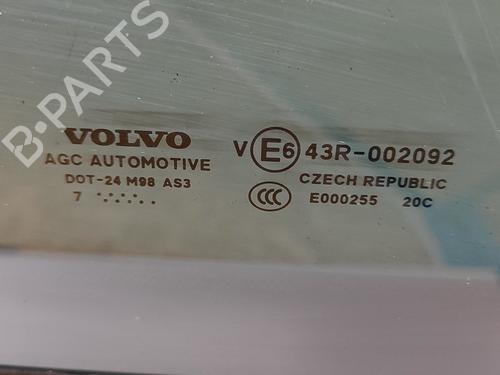 B-PARTS
VOLVO
AGC AUTOMOTIVE
DOT-24 M98 AS3
7
V E6 43R-002092
CZECH REPUBLIC
CCC E000255 20C